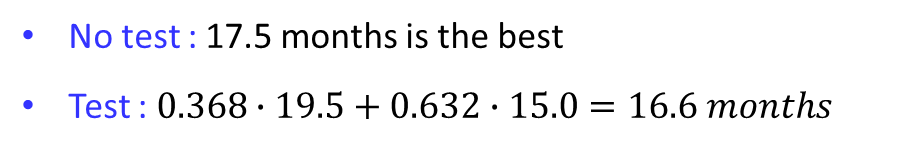 • No test : 17.5 months is the best
• Test : 0.368 · 19.5 + 0.632 · 15.0 = 16.6 months